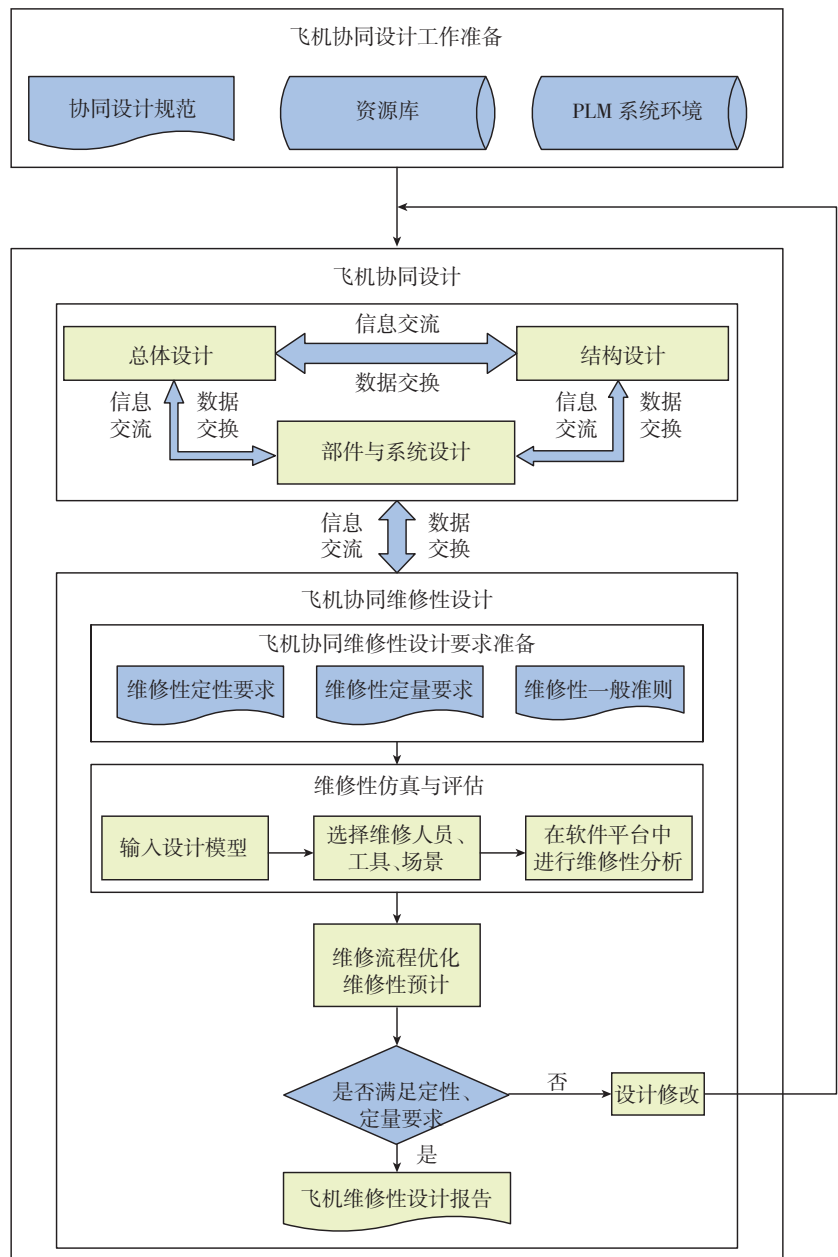 飞机协同设计工作准备
协同设计规范
资源库
PLM 系统环境
飞机协同设计
信息交流
总体设计
结构设计
数据交换
信息
交流
数据
交换
信息
交流
数据
交换
部件与系统设计
信息
交流
数据
交换
飞机协同维修性设计
飞机协同维修性设计要求准备
维修性定性要求
维修性定量要求
维修性一般准则
维修性仿真与评估
输入设计模型
选择维修人员、
工具、场景
在软件平台中
进行维修性分析
维修流程优化
维修性预计
是否满足定性、
定量要求
否
设计修改
是
飞机维修性设计报告